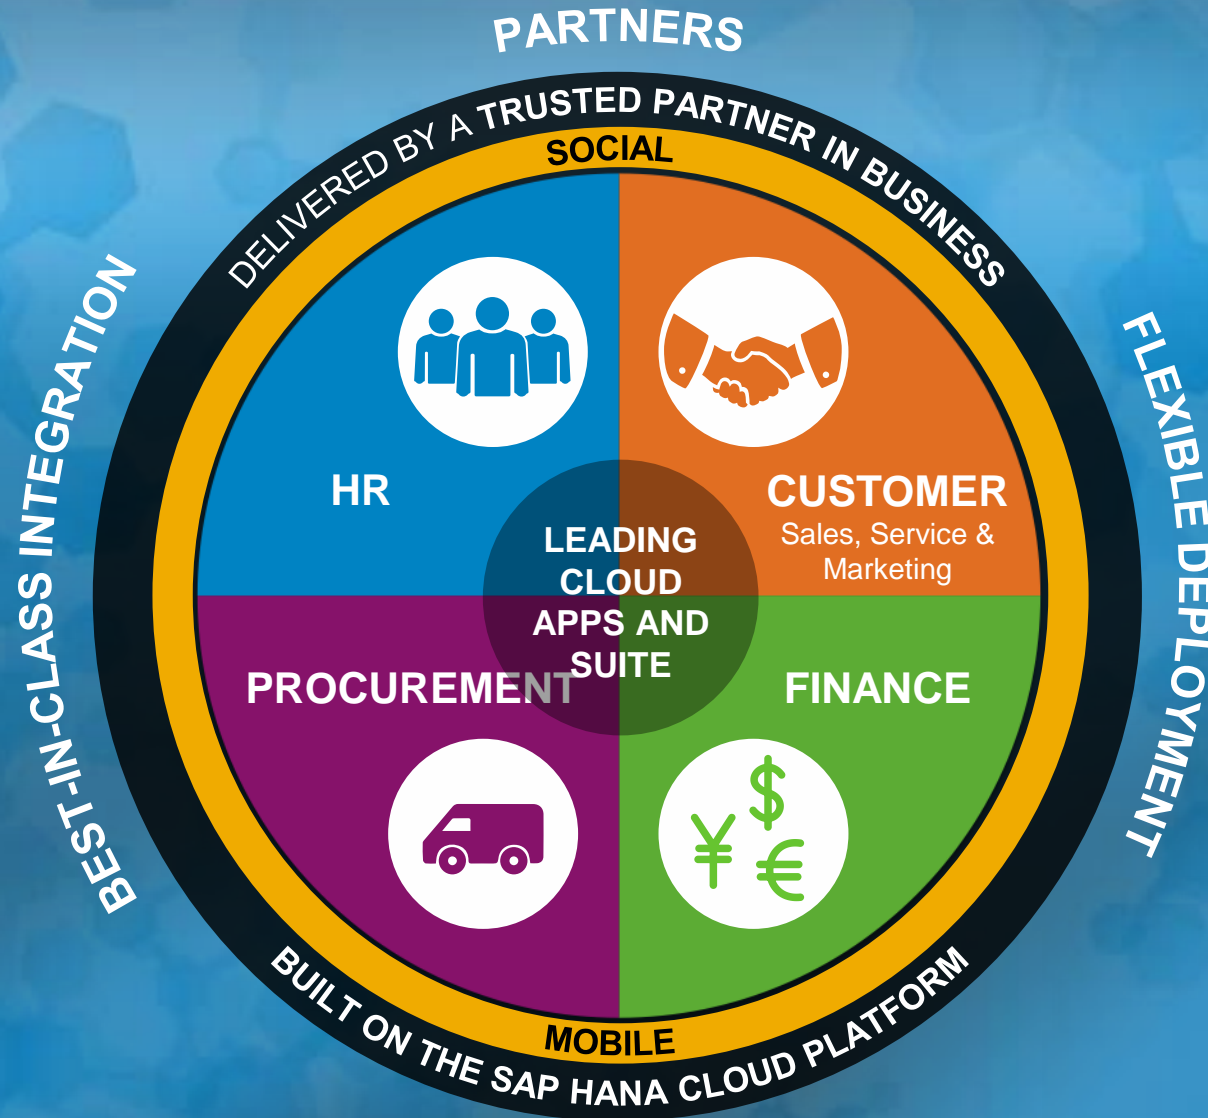 PARTNERS
DELIVERED BY A TRUSTED PARTNER IN BUSINESS
SOCIAL
BEST-IN-CLASS INTEGRATION
FLEXIBLE DEPLOYMENT
HR
CUSTOMER
Sales, Service &
Marketing
LEADING
CLOUD
APPS AND
SUITE
PROCUREMENT
FINANCE
$
¥
€
MOBILE
BUILT ON THE SAP HANA CLOUD PLATFORM